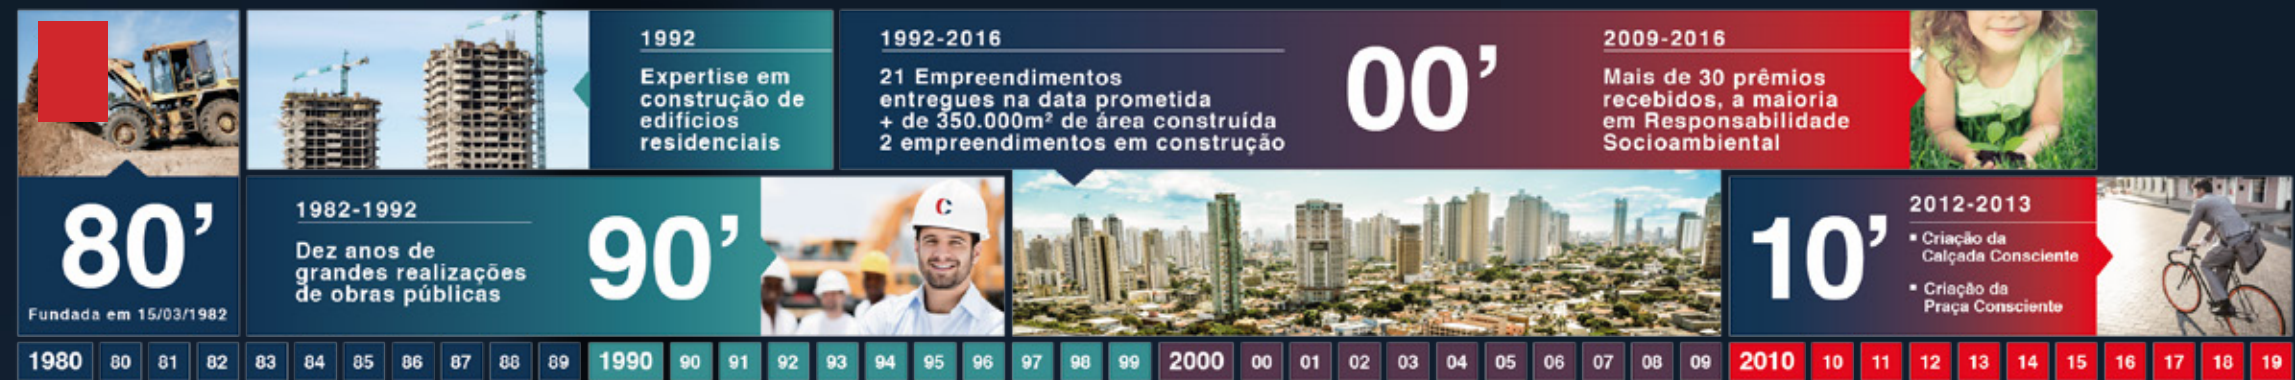 80’
Fundada em 15/03/1982
1992
Expertise em
construção de
edifícios
residenciais
1982-1992
Dez anos de
grandes realizações
de obras públicas
90’
C
1992-2016
21 Empreendimentos
entregues na data prometida
+ de 350.000m² de área construída
2 empreendimentos em construção
00’
2009-2016
Mais de 30 prêmios
recebidos, a maioria
em Responsabilidade
Socioambiental
10’
2012-2013
▪ Criação da
Calçada Consciente
▪ Criação da
Praça Consciente
1980 80 81 82 83 84 85 86 87 88 89 1990 90 91 92 93 94 95 96 97 98 99 2000 00 01 02 03 04 05 06 07 08 09 2010 10 11 12 13 14 15 16 17 18 19